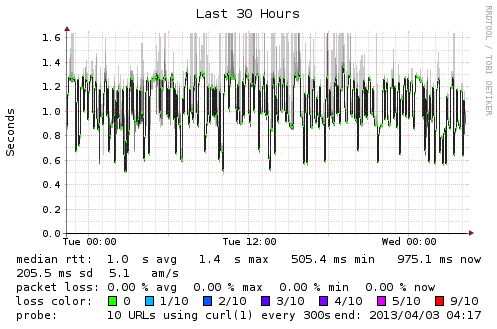 Last 30 Hours
RRDTOOL / TOBI OETIKER
Seconds
1.6
1.4
1.2
1.0
0.8
0.6
0.4
0.2
0.0
Tue 00:00 Tue 12:00 Wed 00:00
median rtt: 1.0 s avg 1.4 s max 505.4 ms min 975.1 ms now
205.5 ms sd 5.1 am/s
packet loss: 0.00 % avg 0.00 % max 0.00 % min 0.00 % now
loss color: 0 1/10 2/10 3/10 4/10 5/10 9/10
probe: 10 URLs using curl(1) every 300s end: 2013/04/03 04:17